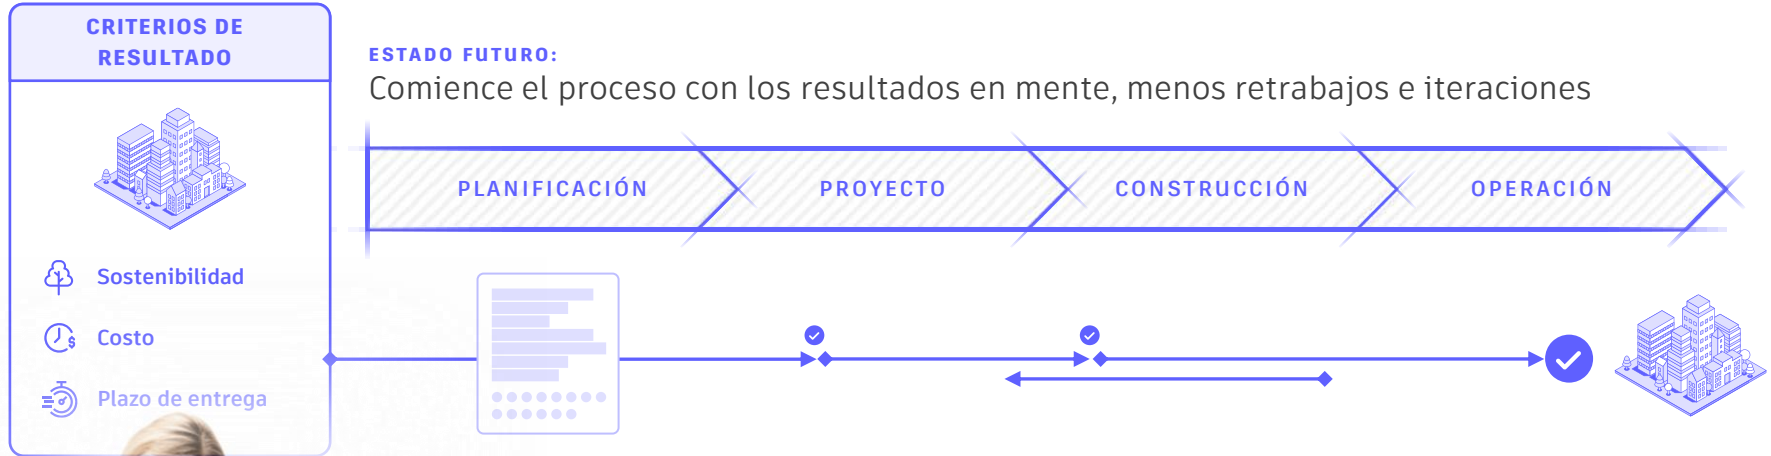 CRITERIOS DE
RESULTADO
Sostenibilidad
Costo
Plazo de entrega
ESTADO FUTURO:
Comience el proceso con los resultados en mente, menos retrabajos e iteraciones
PLANIFICACIÓN
PROYECTO
CONSTRUCCIÓN
OPERACIÓN